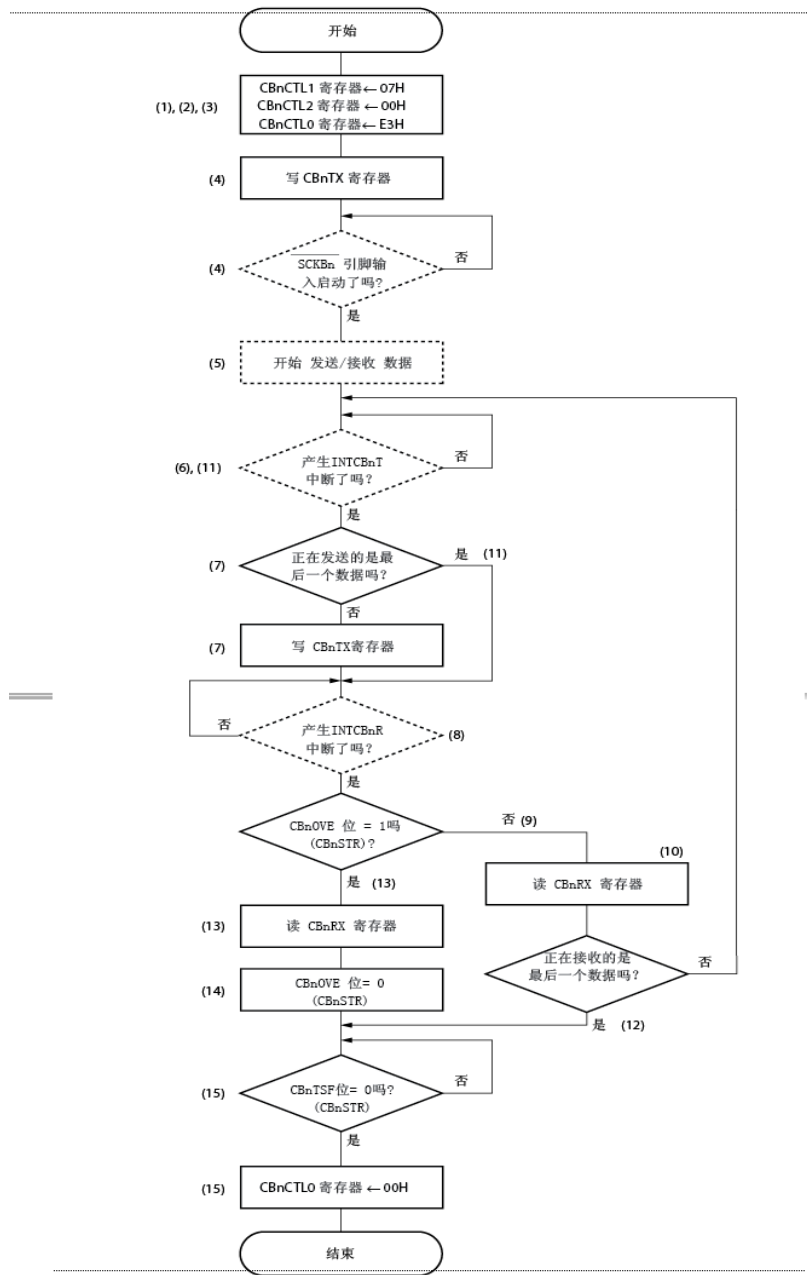 开始
(1), (2), (3)
CBnCTL1 寄存器← 07H
CBnCTL2 寄存器← 00H
CBnCTL0 寄存器← E3H
(4)
写 CBnTX 寄存器
(4)
SCKBn 引脚输
入启动了吗?
否
是
(5)
开始 发送/接收 数据
(6), (11)
产生INTCBnT
中断了吗?
否
是
(7)
正在发送的是最
后一个数据吗?
是 (11)
否
(7)
写 CBnTX寄存器
否
产生INTCBnR
中断了吗?
(8)
是
CBnOVE 位 = 1吗
(CBnSTR)?
否 (9)
(10)
读 CBnRX 寄存器
是 (13)
(13)
读 CBnRX 寄存器
正在接收的是
最后一个数据吗?
否
(14)
CBnOVE 位= 0
(CBnSTR)
是 (12)
(15)
CBnTSF位= 0吗?
(CBnSTR)
否
是
(15)
CBnCTL0 寄存器 ← 00H
结束